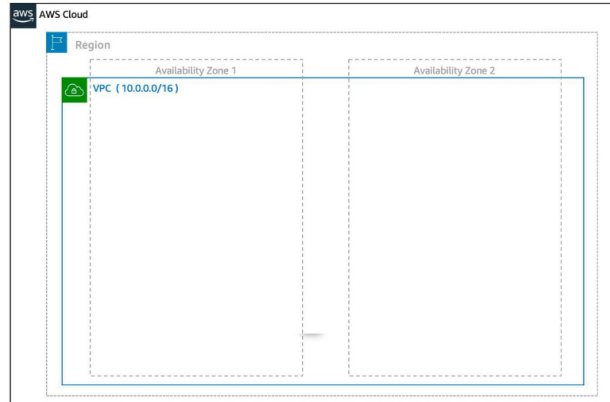 aws AWS Cloud
Region
Availability Zone 1
Availability Zone 2
VPC ( 10.0.0.0/16 )